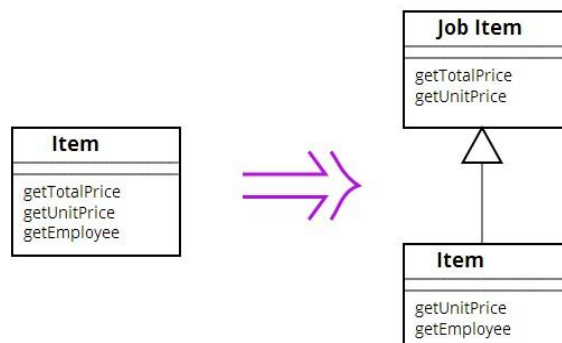 Item
getTotalPrice
getUnitPrice
getEmployee
Job Item
getTotalPrice
getUnitPrice
Item
getUnitPrice
getEmployee